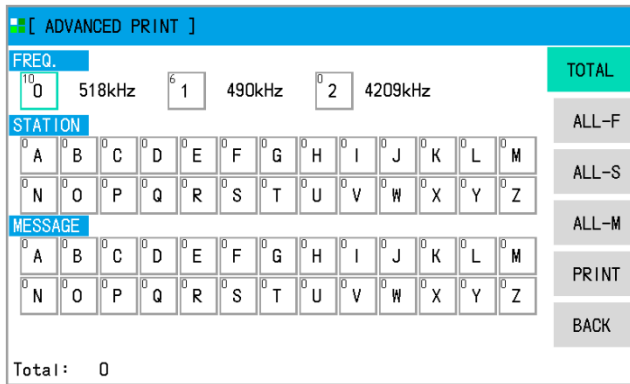 [ ADVANCED PRINT ]
FREQ.
10 0 518kHz 6 1 490kHz 0 2 4209kHz
STATION
0 A 0 B 0 C 0 D 0 E 0 F 0 G 0 H 0 I 0 J 0 K 0 L 0 M
0 N 0 O 0 P 0 Q 0 R 0 S 0 T 0 U 0 V 0 W 0 X 0 Y 0 Z
MESSAGE
0 A 0 B 0 C 0 D 0 E 0 F 0 G 0 H 0 I 0 J 0 K 0 L 0 M
0 N 0 O 0 P 0 Q 0 R 0 S 0 T 0 U 0 V 0 W 0 X 0 Y 0 Z
Total: 0
TOTAL
ALL-F
ALL-S
ALL-M
PRINT
BACK